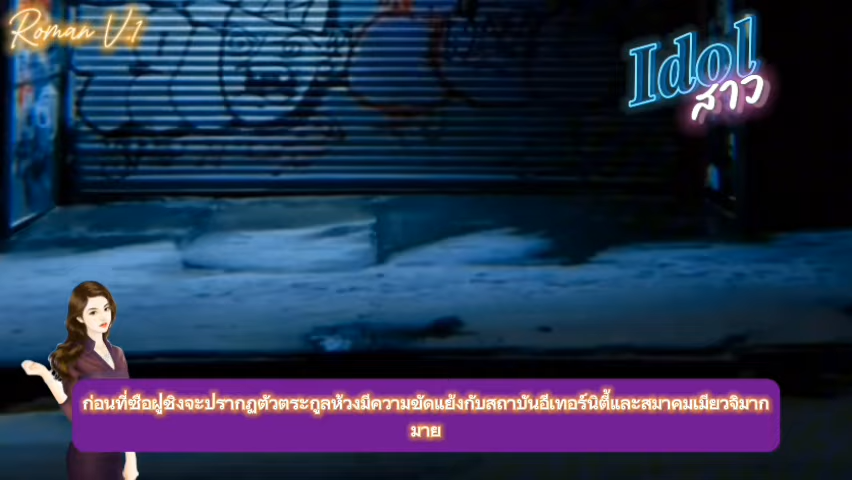 Roman V.1
Idol
สาว
ก่อนที่ซือฝูชิงจะปรากฏตัวตระกูลห้วงมีความขัดแย้งกับสถาบันอีเทอร์นิตี้และสมาคมเมียวจิมาก
มาย